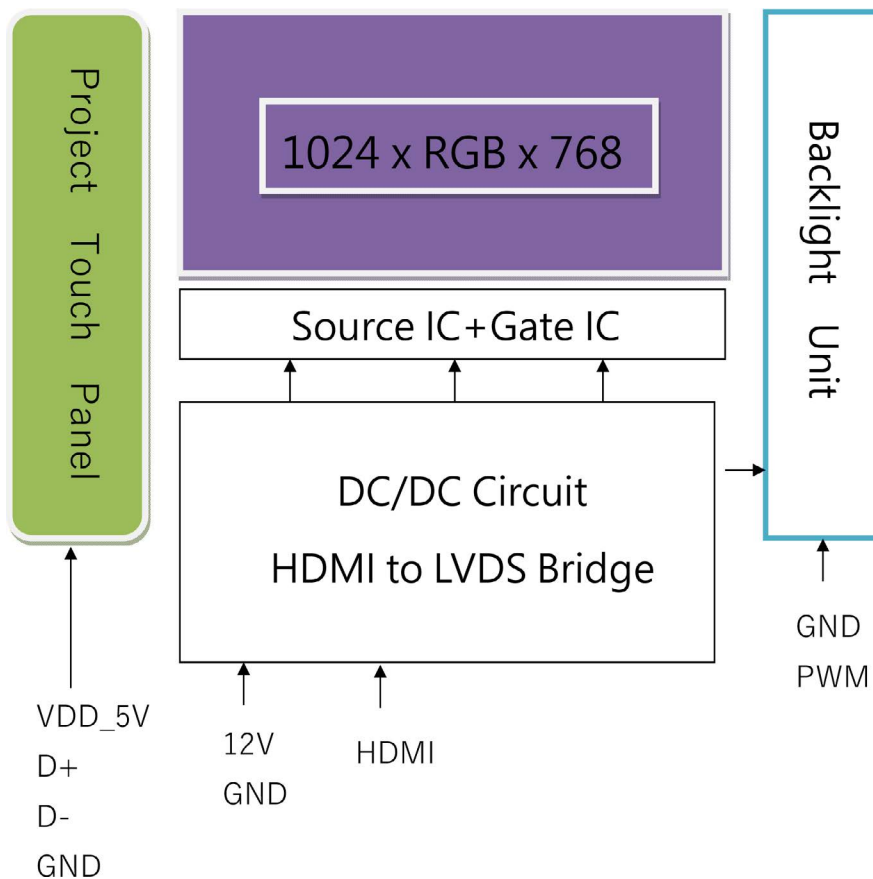 Project Touch Panel
1024 x RGB x 768
Source IC+Gate IC
DC/DC Circuit
HDMI to LVDS Bridge
Backlight Unit
VDD_5V
D+
D-
GND
12V
GND
HDMI
GND
PWM